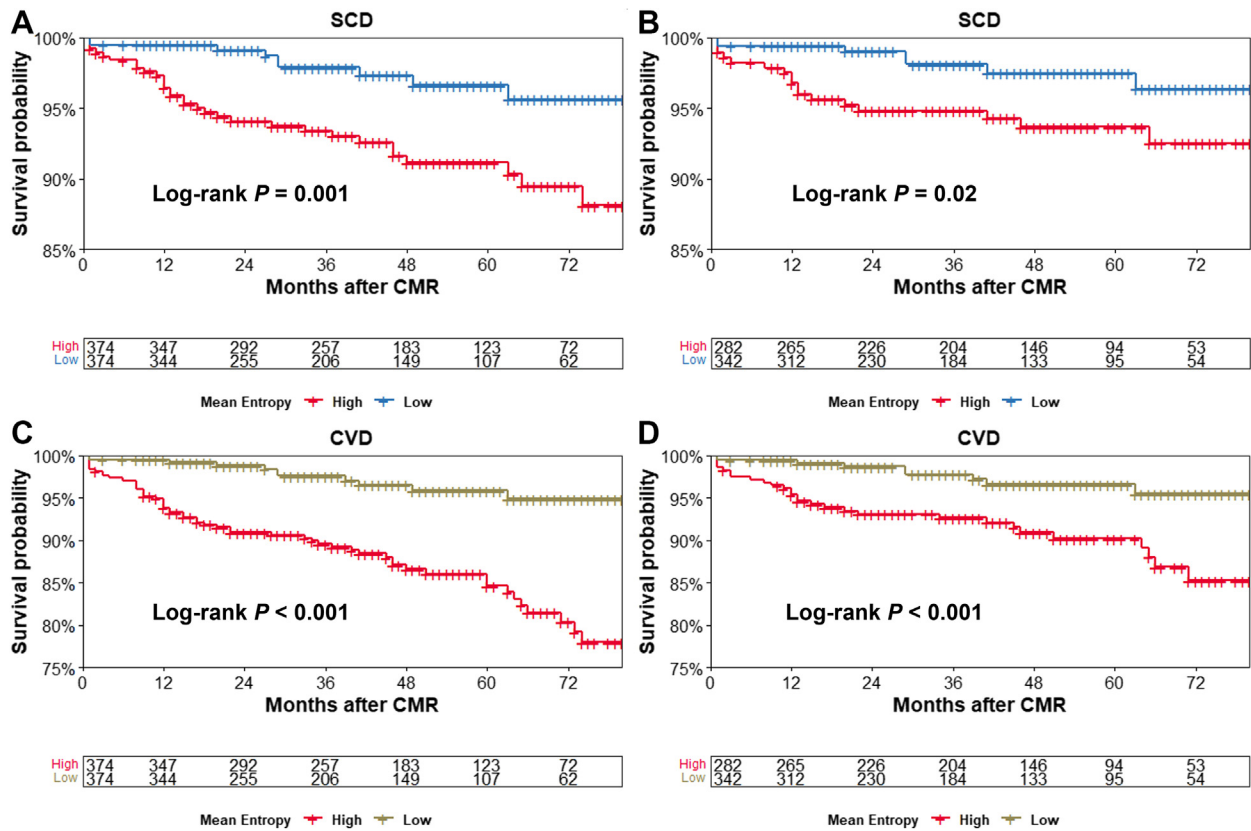 A
SCD
Survival probability
100%
95%
90%
85%
Log-rank P = 0.001
0 12 24 36 48 60 72
Months after CMR
High 374 347 292 257 183 123 72
Low 374 344 255 206 149 107 62
Mean Entropy High Low
B
SCD
Survival probability
100%
95%
90%
85%
Log-rank P = 0.02
0 12 24 36 48 60 72
Months after CMR
High 282 265 226 204 146 94 53
Low 342 312 230 184 133 95 54
Mean Entropy High Low
C
CVD
Survival probability
100%
95%
90%
85%
80%
75%
Log-rank P < 0.001
0 12 24 36 48 60 72
Months after CMR
High 374 347 292 257 183 123 72
Low 374 344 255 206 149 107 62
Mean Entropy High Low
D
CVD
Survival probability
100%
95%
90%
85%
80%
75%
Log-rank P < 0.001
0 12 24 36 48 60 72
Months after CMR
High 282 265 226 204 146 94 53
Low 342 312 230 184 133 95 54
Mean Entropy High Low